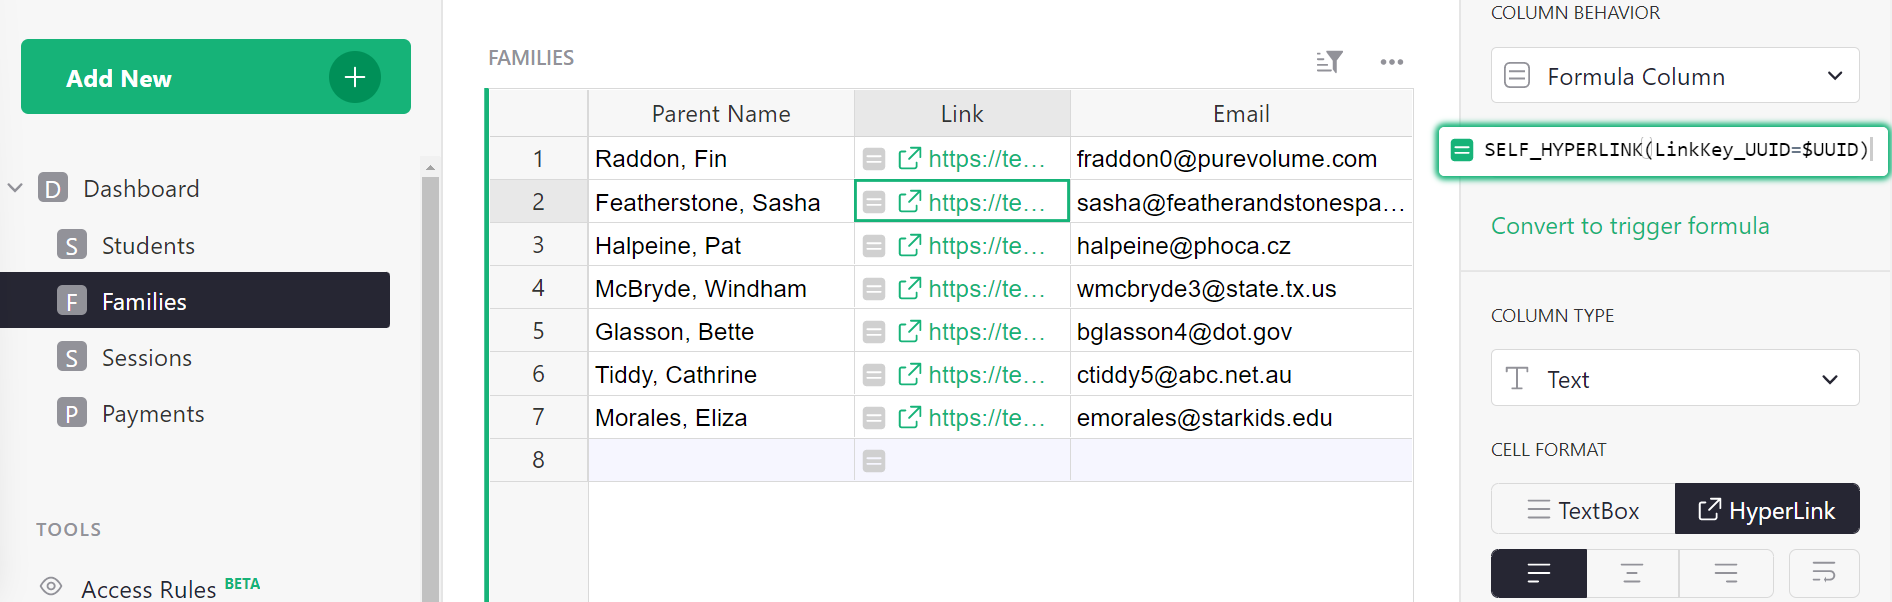 Add New
Dashboard
Students
Families
Sessions
Payments
TOOLS
Access Rules BETA
FAMILIES
Parent Name Link Email
1 Raddon, Fin https://te... fraddon0@purevolume.com
2 Featherstone, Sasha https://te... sasha@featherandstonespa...
3 Halpeine, Pat https://te... halpeine@phoca.cz
4 McBryde, Windham https://te... wmcbryde3@state.tx.us
5 Glasson, Bette https://te... bglasson4@dot.gov
6 Tiddy, Cathrine https://te... ctiddy5@abc.net.au
7 Morales, Eliza https://te... emorales@starkids.edu
8
COLUMN BEHAVIOR
Formula Column
SELF_HYPERLINK(LinkKey_UUID=$UUID)
Convert to trigger formula
COLUMN TYPE
Text
CELL FORMAT
TextBox HyperLink